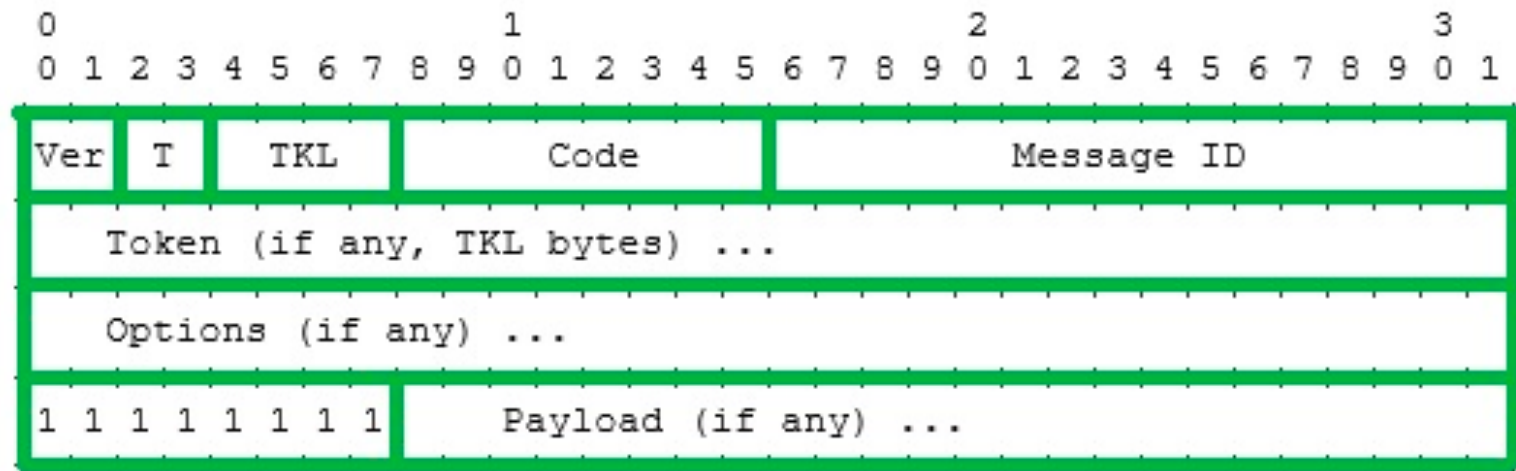 0 1 2 3
0 1 2 3 4 5 6 7 8 9 0 1 2 3 4 5 6 7 8 9 0 1 2 3 4 5 6 7 8 9 0 1
Ver T TKL Code Message ID
Token (if any, TKL bytes) ...
Options (if any) ...
1 1 1 1 1 1 1 1 Payload (if any) ...